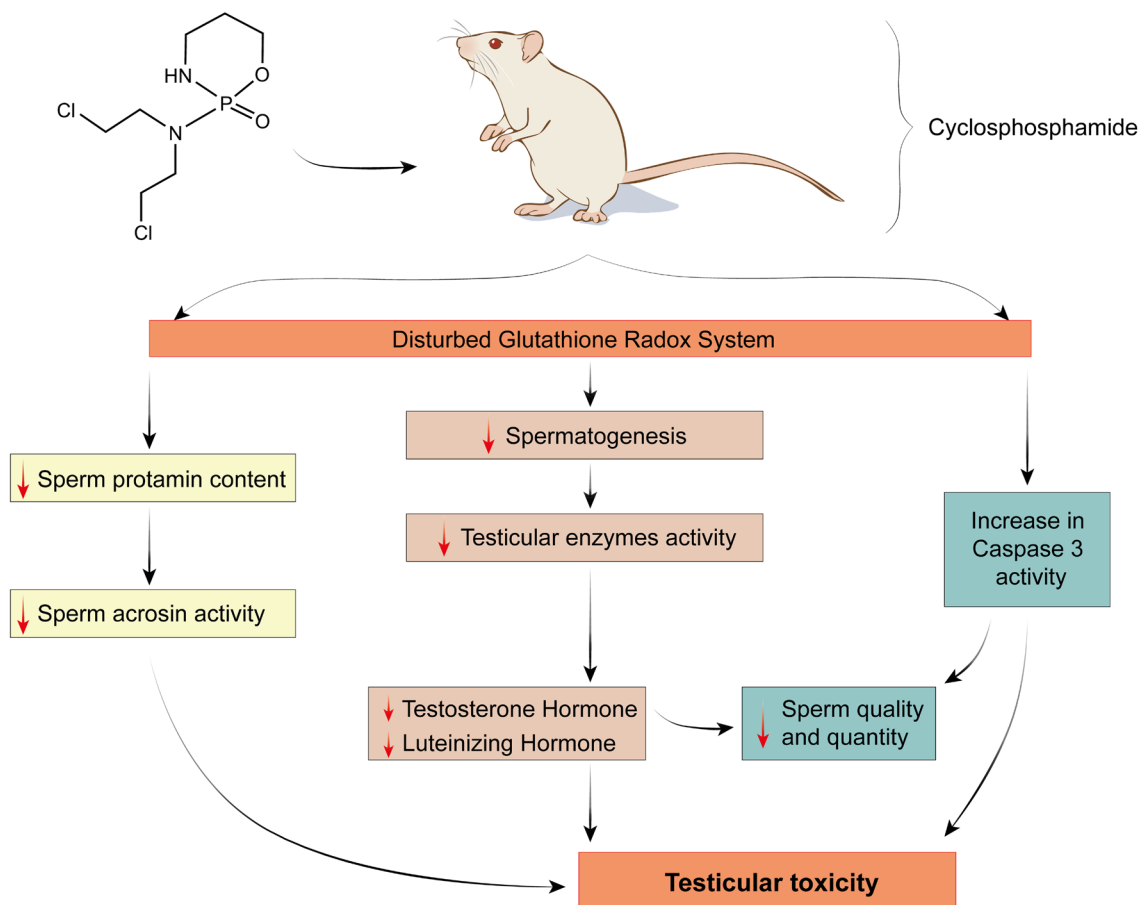 HN
O
P
O
N
Cl
Cl
Cyclosphosphamide
Disturbed Glutathione Radox System
Spermatogenesis
Sperm protamin content
Testicular enzymes activity
Increase in
Caspase 3
activity
Sperm acrosin activity
Testosterone Hormone
Luteinizing Hormone
Sperm quality
and quantity
Testicular toxicity